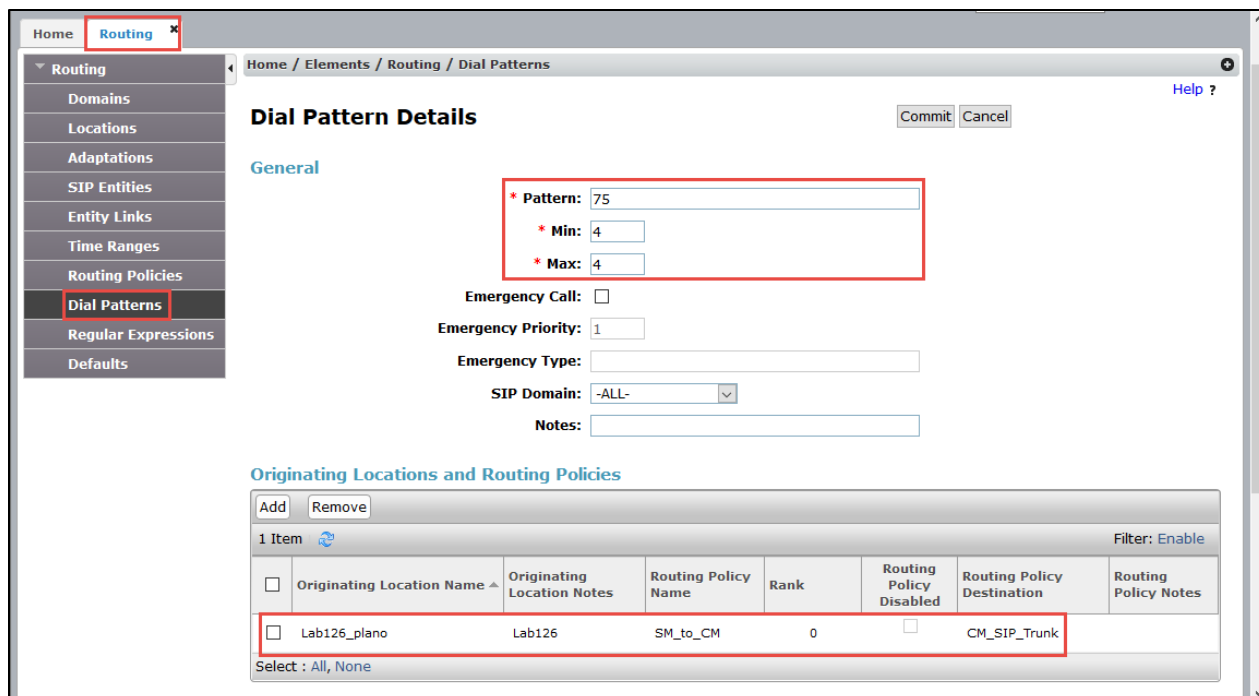 Home Routing ×
Routing
Home / Elements / Routing / Dial Patterns
Help ?
Domains
Locations
Adaptations
SIP Entities
Entity Links
Time Ranges
Routing Policies
Dial Patterns
Regular Expressions
Defaults
Dial Pattern Details
Commit Cancel
General
* Pattern: 75
* Min: 4
* Max: 4
Emergency Call:
Emergency Priority: 1
Emergency Type:
SIP Domain: -ALL-
Notes:
Originating Locations and Routing Policies
Add Remove
1 Item Filter: Enable
Originating Location Name Originating Location Notes Routing Policy Name Rank Routing Policy Disabled Routing Policy Destination Routing Policy Notes
Lab126_plano Lab126 SM_to_CM 0 CM_SIP_Trunk
Select : All, None